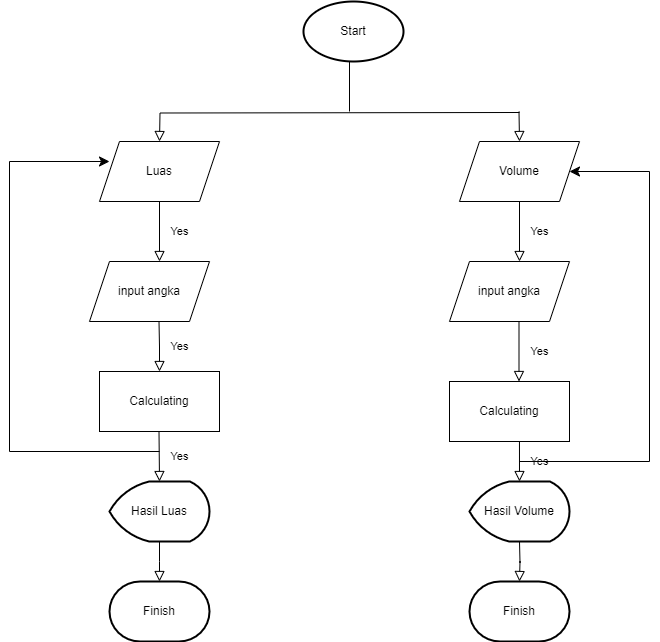 Start
Luas
Volume
Yes
Yes
input angka
input angka
Yes
Yes
Calculating
Calculating
Yes
Yes
Hasil Luas
Hasil Volume
Finish
Finish